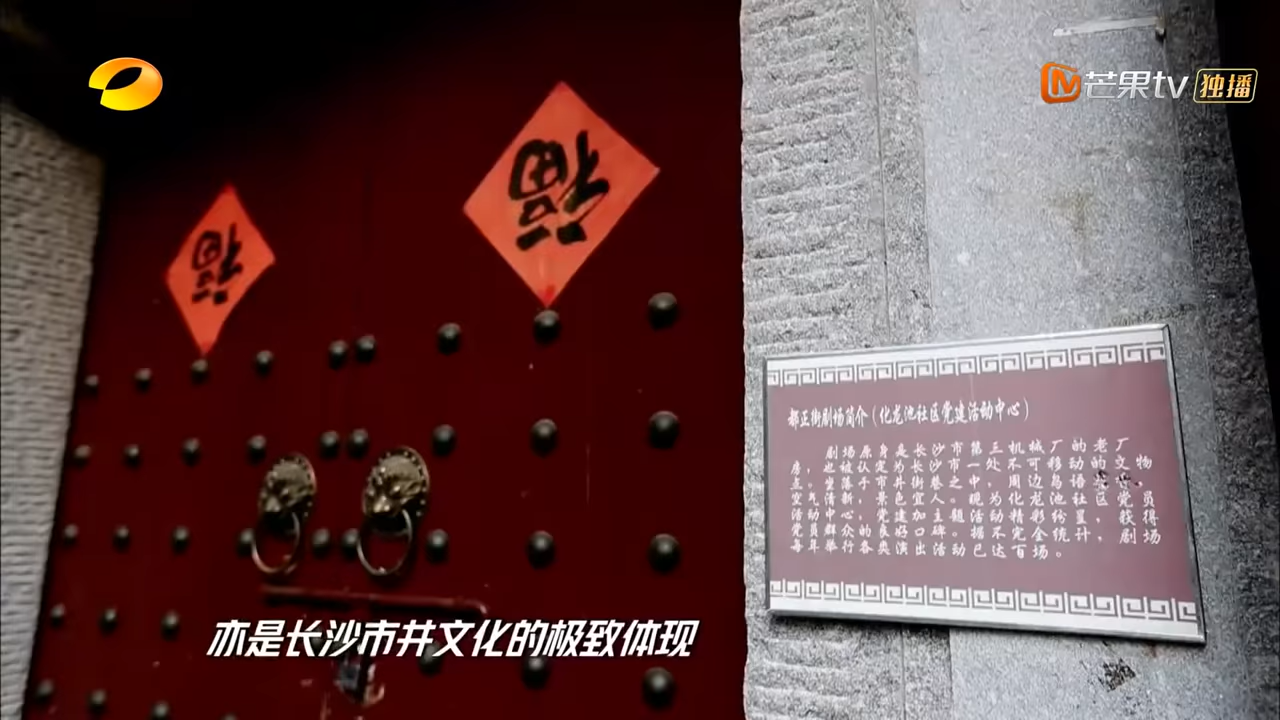 芒果tv 独播
福
福
都正街剧场简介（化龙池社区党建活动中心）
剧场原身是长沙市第三机械厂的老厂
房，也被认定为长沙市一处不可移动的文物
点。坐落于市井街巷之中，周边鸟语花香，
空气清新，景色宜人。现为化龙池社区党员
活动中心，党建加主题活动精彩纷呈，获得
党员群众的良好口碑。据不完全统计，剧场
每年举行各类演出活动已达百场。
亦是长沙市井文化的极致体现